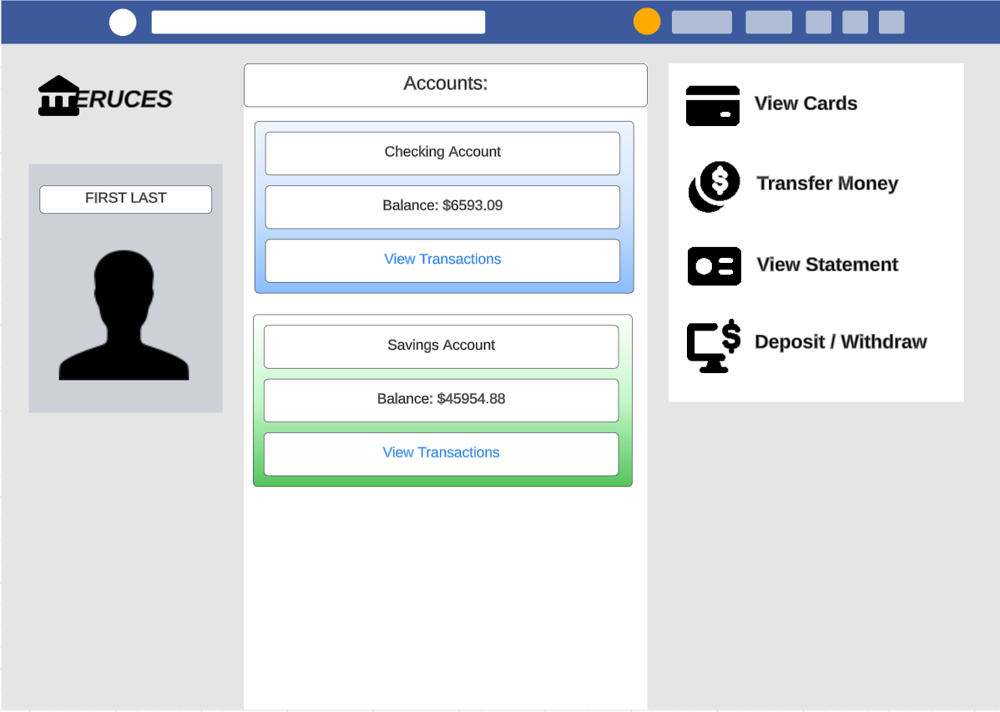 ERUCES
FIRST LAST
Accounts:
Checking Account
Balance: $6593.09
View Transactions
Savings Account
Balance: $45954.88
View Transactions
View Cards
Transfer Money
View Statement
Deposit / Withdraw